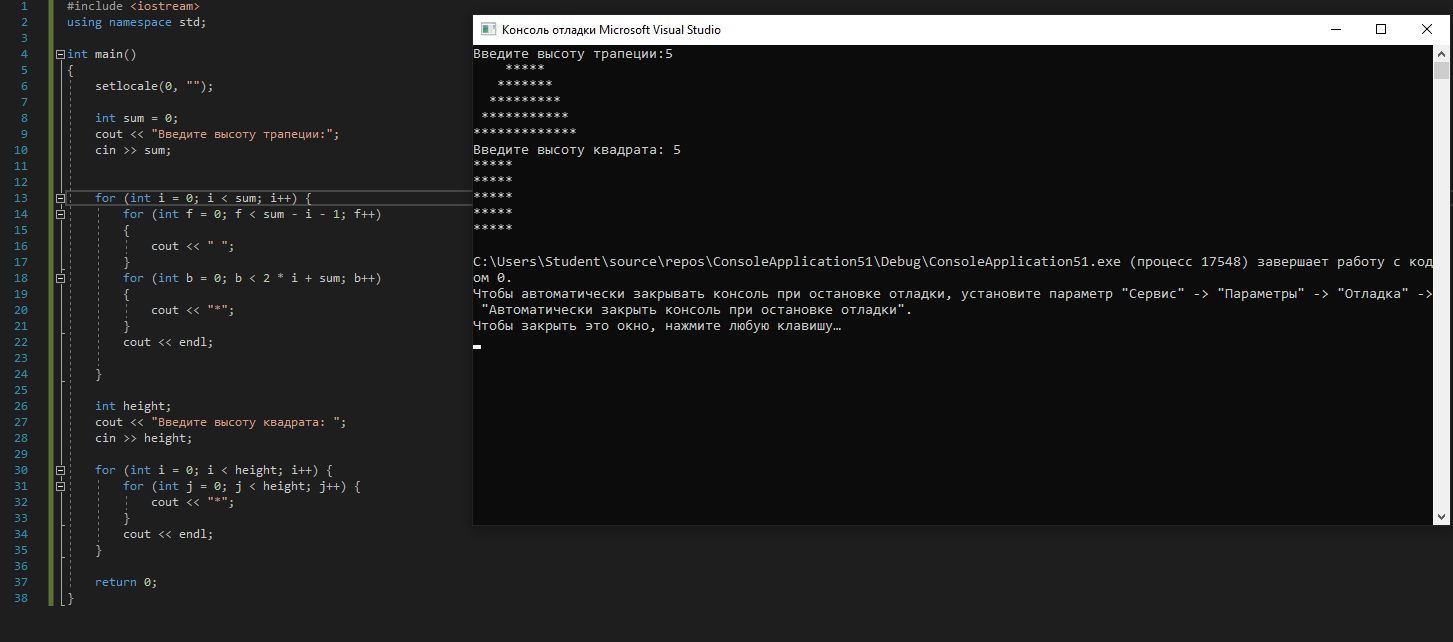 1 #include <iostream>
2 using namespace std;
3
4 int main()
5 {
6 setlocale(0, "");
7
8 int sum = 0;
9 cout << "Введите высоту трапеции:";
10 cin >> sum;
11
12
13 for (int i = 0; i < sum; i++) {
14 for (int f = 0; f < sum - i - 1; f++)
15 {
16 cout << " ";
17 }
18 for (int b = 0; b < 2 * i + sum; b++)
19 {
20 cout << "*";
21 }
22 cout << endl;
23
24 }
25
26 int height;
27 cout << "Введите высоту квадрата: ";
28 cin >> height;
29
30 for (int i = 0; i < height; i++) {
31 for (int j = 0; j < height; j++) {
32 cout << "*";
33 }
34 cout << endl;
35 }
36
37 return 0;
38 }
Консоль отладки Microsoft Visual Studio
Введите высоту трапеции:5
    *****
   *******
  *********
 ***********
*************
Введите высоту квадрата: 5
*****
*****
*****
*****
*****
C:\Users\Student\source\repos\ConsoleApplication51\Debug\ConsoleApplication51.exe (процесс 17548) завершает работу с код
ом 0.
Чтобы автоматически закрывать консоль при остановке отладки, установите параметр "Сервис" -> "Параметры" -> "Отладка" ->
 "Автоматически закрыть консоль при остановке отладки".
Чтобы закрыть это окно, нажмите любую клавишу…